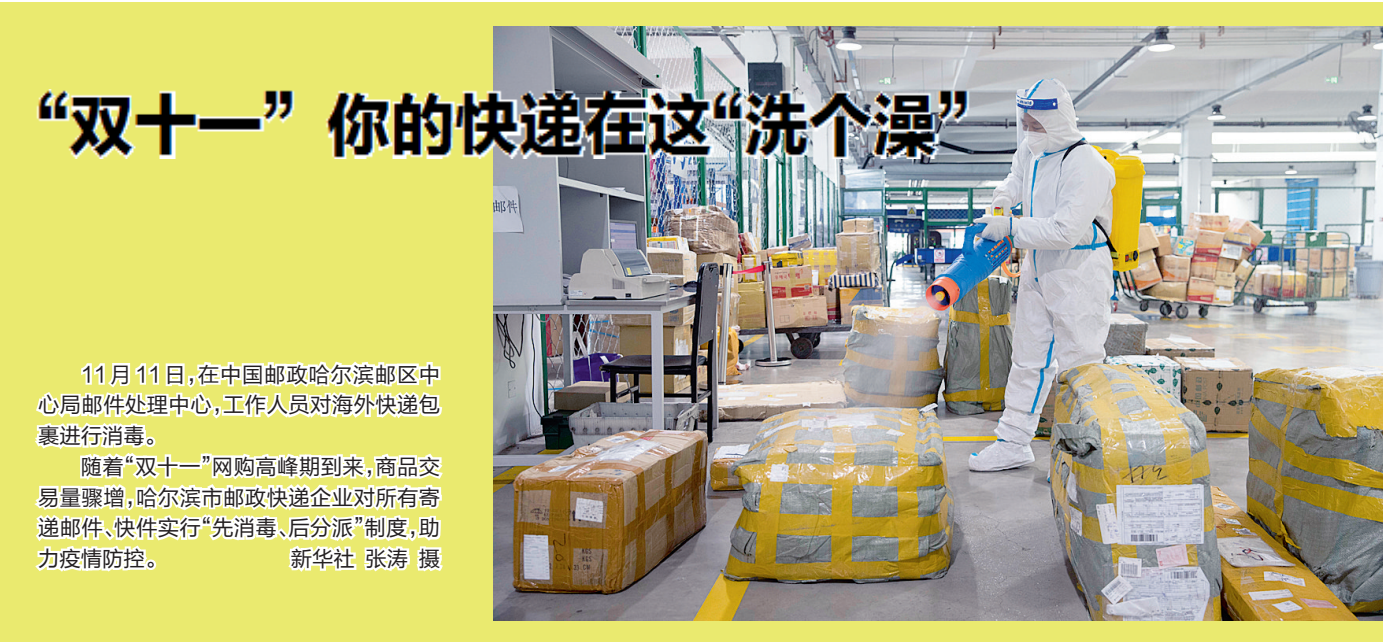 “双十一”你的快递在这“洗个澡”
邮件
11月11日,在中国邮政哈尔滨邮区中
心局邮件处理中心,工作人员对海外快递包
裹进行消毒。
随着“双十一”网购高峰期到来,商品交
易量骤增,哈尔滨市邮政快递企业对所有寄
递邮件、快件实行“先消毒、后分派”制度,助
力疫情防控。 新华社 张涛 摄